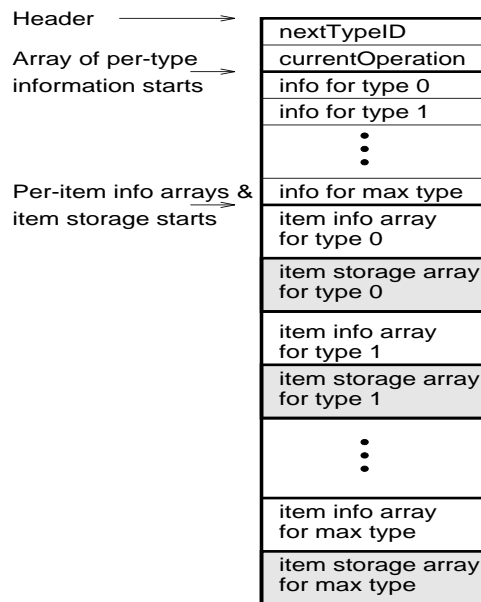 Header
nextTypeID
currentOperation
Array of per-type
information starts
info for type 0
info for type 1
Per-item info arrays &
item storage starts
info for max type
item info array
for type 0
item storage array
for type 0
item info array
for type 1
item storage array
for type 1
item info array
for max type
item storage array
for max type